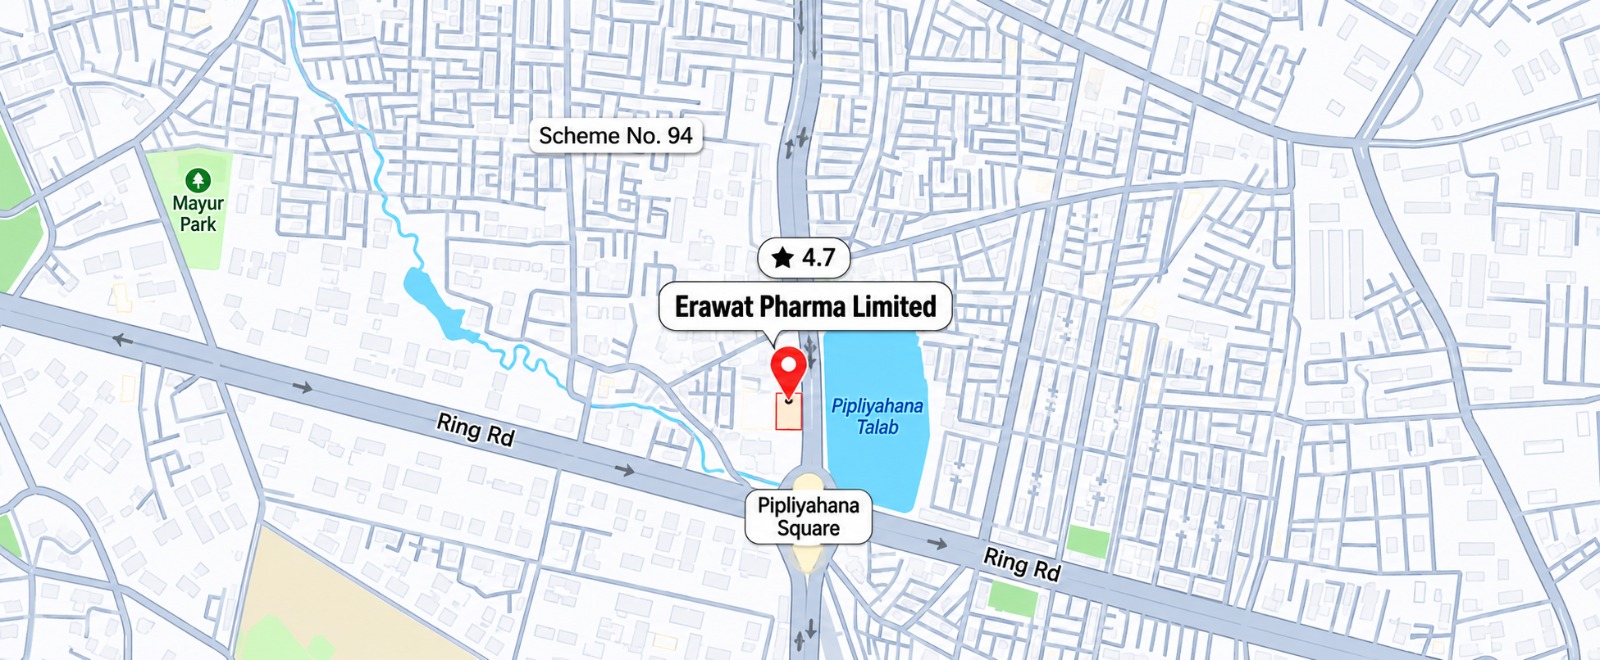 Scheme No. 94
Mayur
Park
4.7
Erawat Pharma Limited
Pipliyahana
Talab
Ring Rd
Pipliyahana
Square
Ring Rd